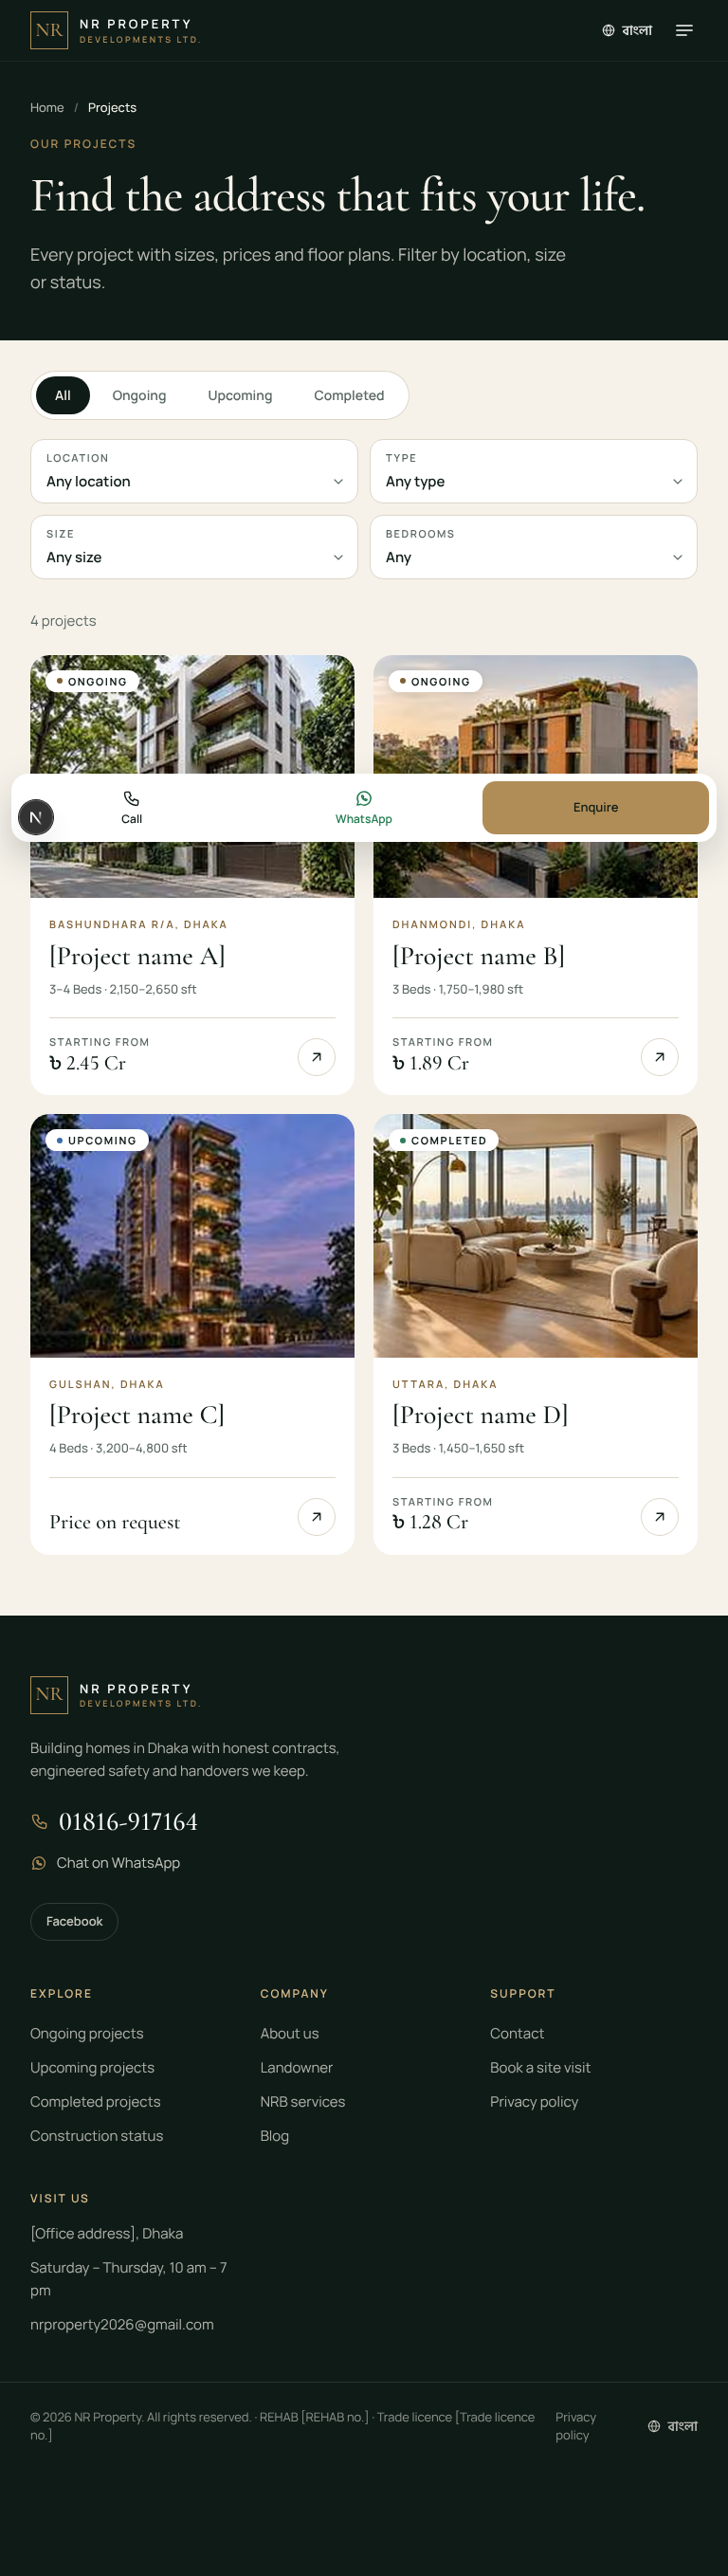 NR
NR PROPERTY
DEVELOPMENTS LTD.
বাংলা
Home / Projects
OUR PROJECTS
Find the address that fits your life.
Every project with sizes, prices and floor plans. Filter by location, size
or status.
All
Ongoing
Upcoming
Completed
LOCATION
Any location
TYPE
Any type
SIZE
Any size
BEDROOMS
Any
4 projects
ONGOING
ONGOING
N
Call
WhatsApp
Enquire
BASHUNDHARA R/A, DHAKA
[Project name A]
3–4 Beds · 2,150–2,650 sft
STARTING FROM
৳ 2.45 Cr
DHANMONDI, DHAKA
[Project name B]
3 Beds · 1,750–1,980 sft
STARTING FROM
৳ 1.89 Cr
UPCOMING
COMPLETED
GULSHAN, DHAKA
[Project name C]
4 Beds · 3,200–4,800 sft
Price on request
UTTARA, DHAKA
[Project name D]
3 Beds · 1,450–1,650 sft
STARTING FROM
৳ 1.28 Cr
NR
NR PROPERTY
DEVELOPMENTS LTD.
Building homes in Dhaka with honest contracts,
engineered safety and handovers we keep.
01816-917164
Chat on WhatsApp
Facebook
EXPLORE
Ongoing projects
Upcoming projects
Completed projects
Construction status
COMPANY
About us
Landowner
NRB services
Blog
SUPPORT
Contact
Book a site visit
Privacy policy
VISIT US
[Office address], Dhaka
Saturday – Thursday, 10 am – 7
pm
nrproperty2026@gmail.com
© 2026 NR Property. All rights reserved. · REHAB [REHAB no.] · Trade licence [Trade licence
no.]
Privacy
policy
বাংলা